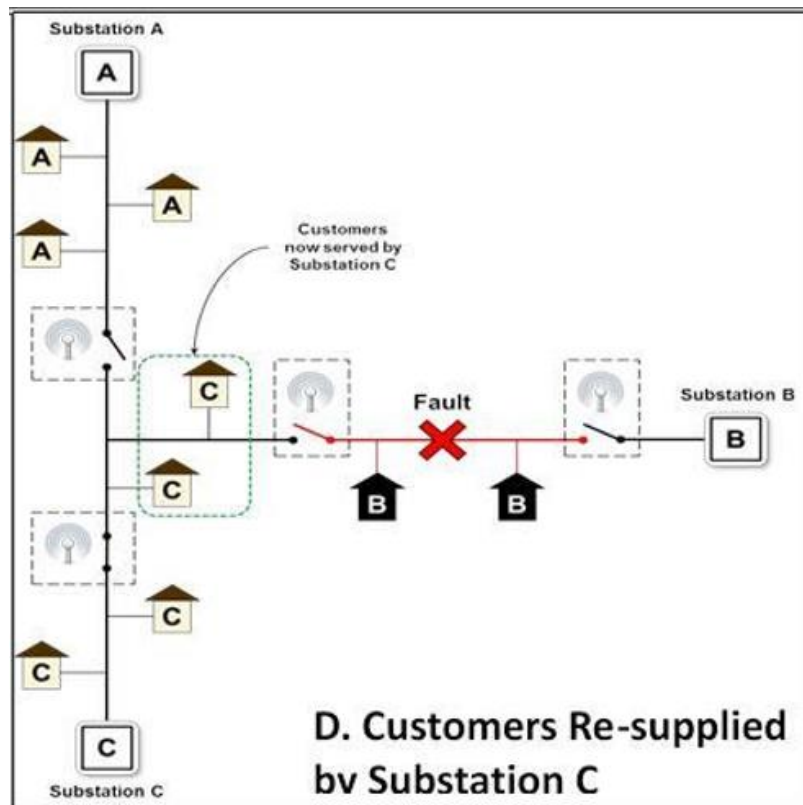 Substation A
A
A
A
A
Customers
now served by
Substation C
C
Fault
Substation B
B
B
B
C
C
C
C
Substation C
D. Customers Re-supplied
by Substation C